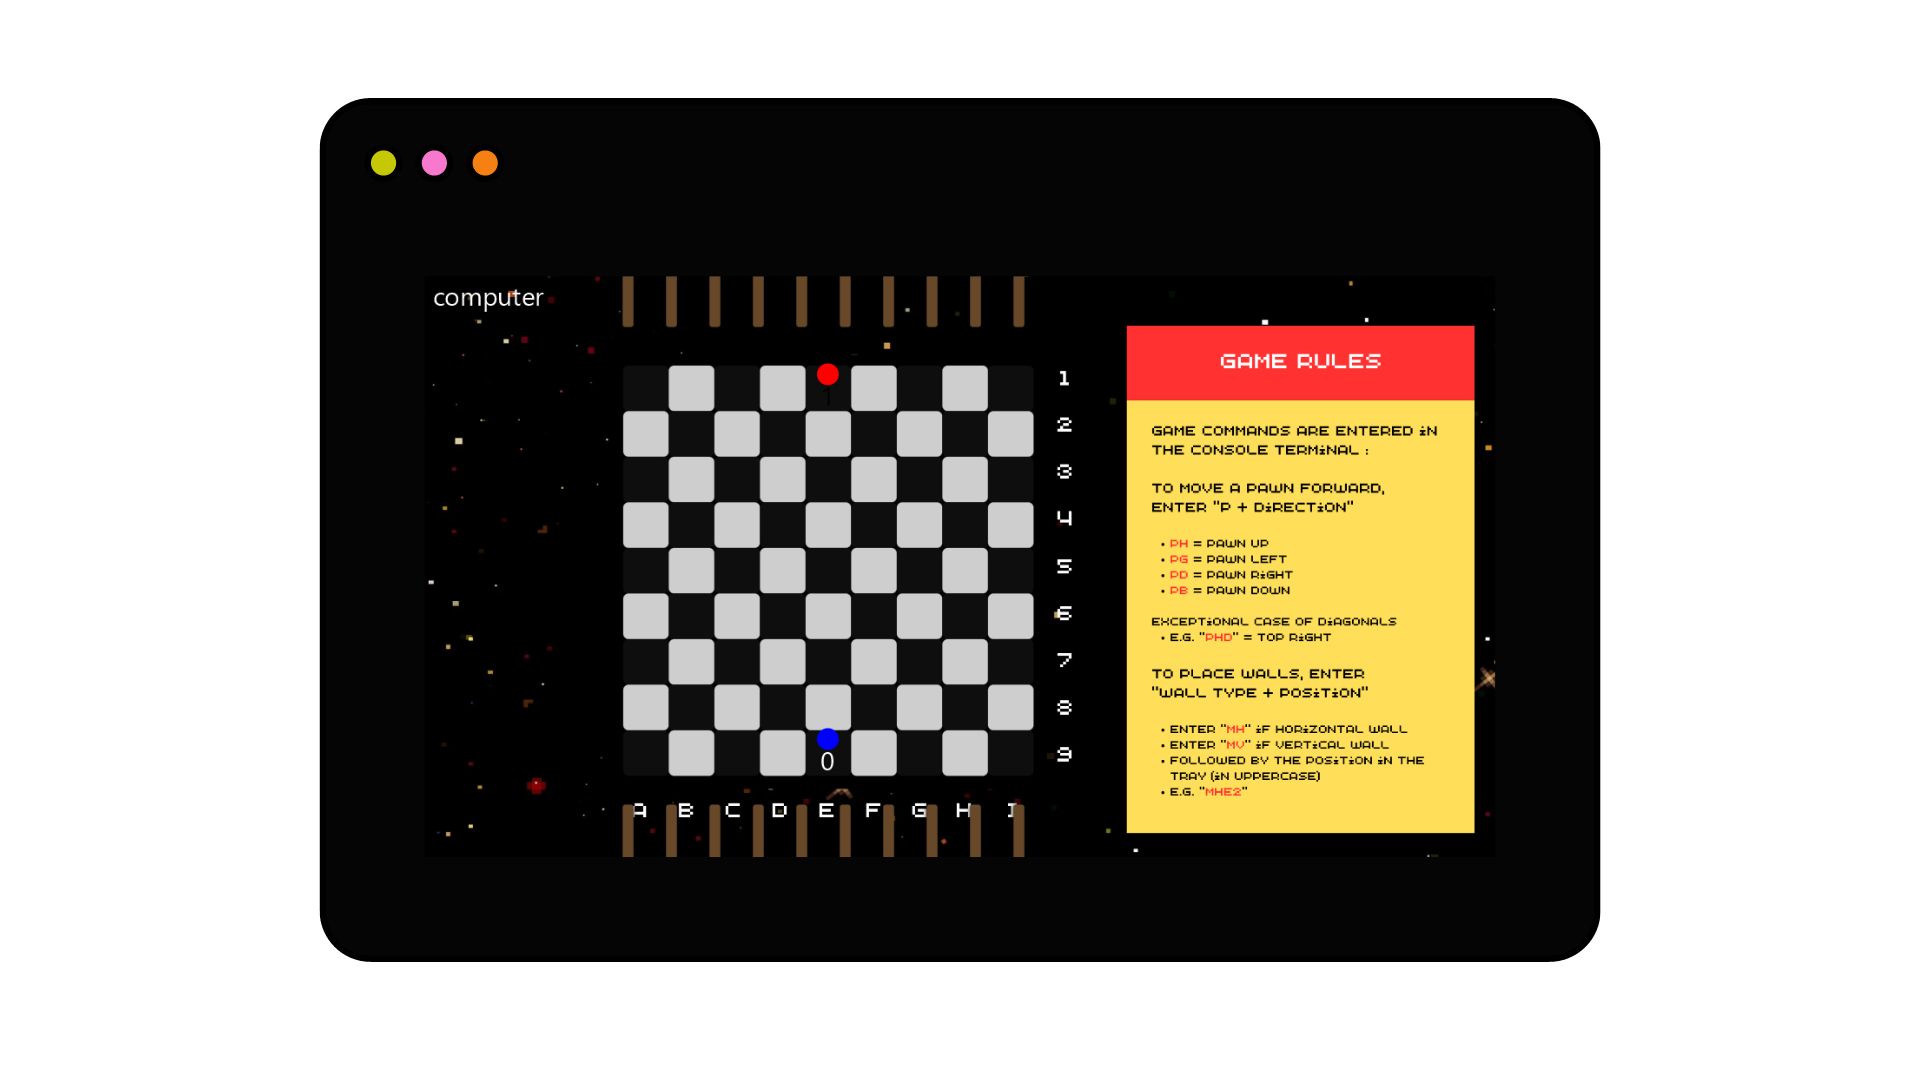 computer
1
2
3
4
5
6
7
8
9
0
A B C D E F G H I
GAME RULES
GAME COMMANDS ARE ENTERED IN
THE CONSOLE TERMINAL :
TO MOVE A PAWN FORWARD,
ENTER "P + DIRECTION"
• PH = PAWN UP
• PG = PAWN LEFT
• PD = PAWN RIGHT
• PB = PAWN DOWN
EXCEPTIONAL CASE OF DIAGONALS
• E.G. "PHD" = TOP RIGHT
TO PLACE WALLS, ENTER
"WALL TYPE + POSITION"
• ENTER "MH" IF HORIZONTAL WALL
• ENTER "MV" IF VERTICAL WALL
• FOLLOWED BY THE POSITION IN THE
TRAY (IN UPPERCASE)
• E.G. "MHE2"